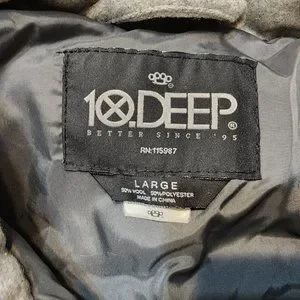 10.DEEP®
BETTER SINCE '95
RN:115987
LARGE
50% WOOL 50% POLYESTER
MADE IN CHINA